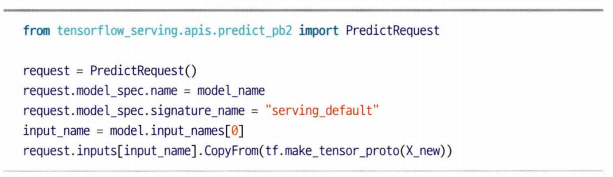 from tensorflow_serving.apis.predict_pb2 import PredictRequest
request = PredictRequest()
request.model_spec.name = model_name
request.model_spec.signature_name = "serving_default"
input_name = model.input_names[0]
request.inputs[input_name].CopyFrom(tf.make_tensor_proto(X_new))